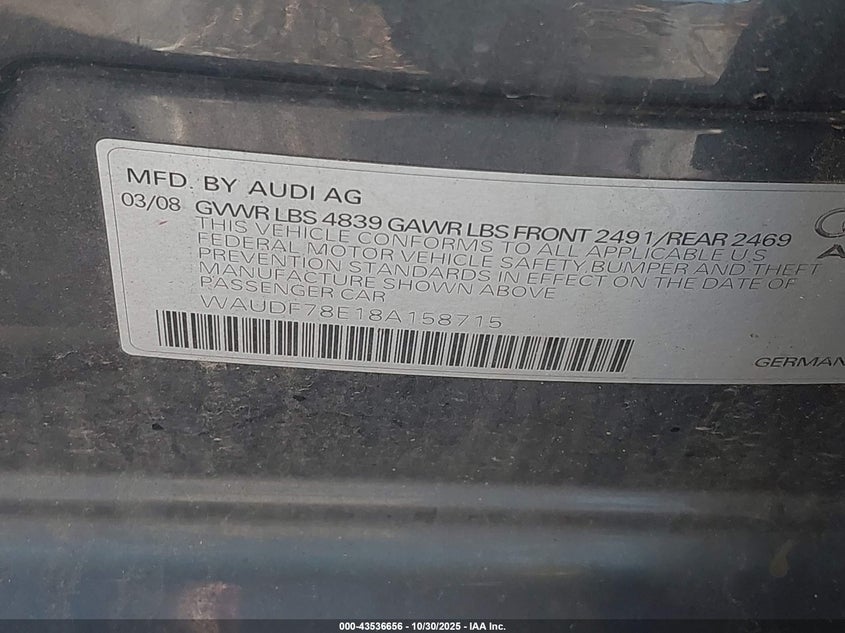 MFD. BY AUDI AG
03/08 GVWR LBS 4839 GAWR LBS FRONT 2491/REAR 2469
THIS VEHICLE CONFORMS TO ALL APPLICABLE U.S
FEDERAL MOTOR VEHICLE SAFETY,BUMPER AND THEFT
PREVENTION STANDARDS IN EFFECT ON THE DATE OF
MANUFACTURE SHOWN ABOVE
PASSENGER CAR
WAUDF78E18A158715
GERMAN
000-43536656 - 10/30/2025 - IAA Inc.